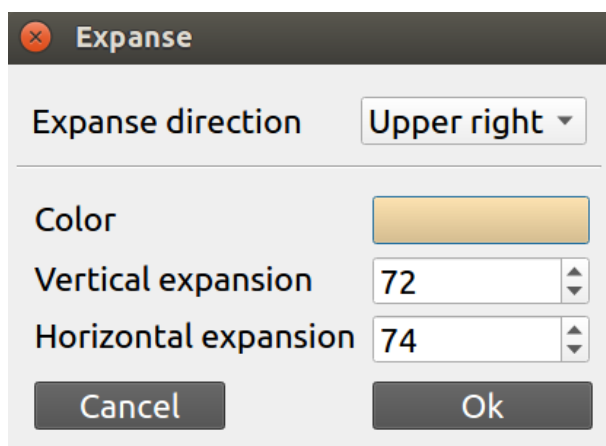 Expanse
Expanse direction Upper right
Color
Vertical expansion 72
Horizontal expansion 74
Cancel Ok